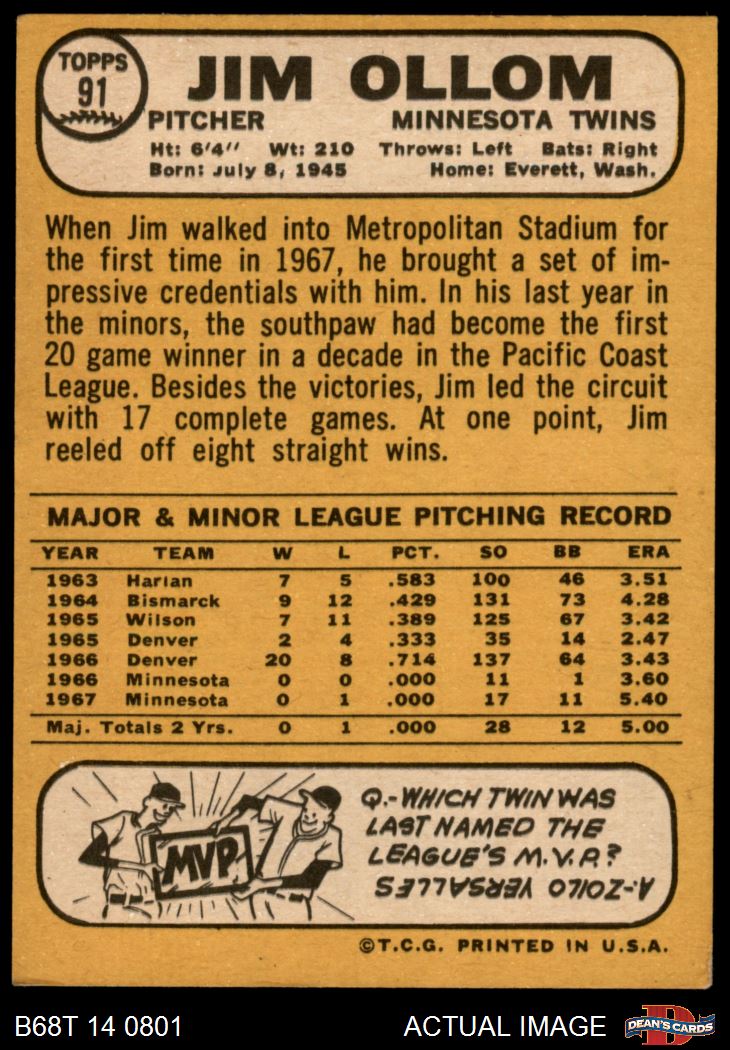 TOPPS
91
JIM OLLOM
PITCHER MINNESOTA TWINS
Ht: 6'4" Wt: 210 Throws: Left Bats: Right
Born: July 8, 1945 Home: Everett, Wash.
When Jim walked into Metropolitan Stadium for
the first time in 1967, he brought a set of im-
pressive credentials with him. In his last year in
the minors, the southpaw had become the first
20 game winner in a decade in the Pacific Coast
League. Besides the victories, Jim led the circuit
with 17 complete games. At one point, Jim
reeled off eight straight wins.
MAJOR & MINOR LEAGUE PITCHING RECORD
YEAR TEAM W L PCT. SO BB ERA
1963 Harlan 7 5 .583 100 46 3.51
1964 Bismarck 9 12 .429 131 73 4.28
1965 Wilson 7 11 .389 125 67 3.42
1965 Denver 2 4 .333 35 14 2.47
1966 Denver 20 8 .714 137 64 3.43
1966 Minnesota 0 0 .000 11 1 3.60
1967 Minnesota 0 1 .000 17 11 5.40
Maj. Totals 2 Yrs. 0 1 .000 28 12 5.00
MVP
Q.-WHICH TWIN WAS
LAST NAMED THE
LEAGUE'S M.V.P.?
A-ZOILO VERSALLES
©T.C.G. PRINTED IN U.S.A.
B68T 14 0801 ACTUAL IMAGE
D
DEAN'S CARDS